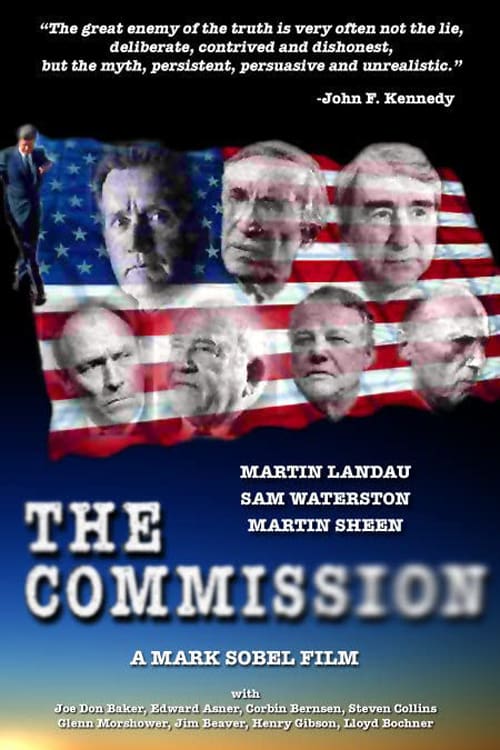 “The great enemy of the truth is very often not the lie,
deliberate, contrived and dishonest,
but the myth, persistent, persuasive and unrealistic.”
-John F. Kennedy
MARTIN LANDAU
SAM WATERSTON
MARTIN SHEEN
THE
COMMISSION
A MARK SOBEL FILM
with
Joe Don Baker, Edward Asner, Corbin Bernsen, Steven Collins
Glenn Morshower, Jim Beaver, Henry Gibson, Lloyd Bochner